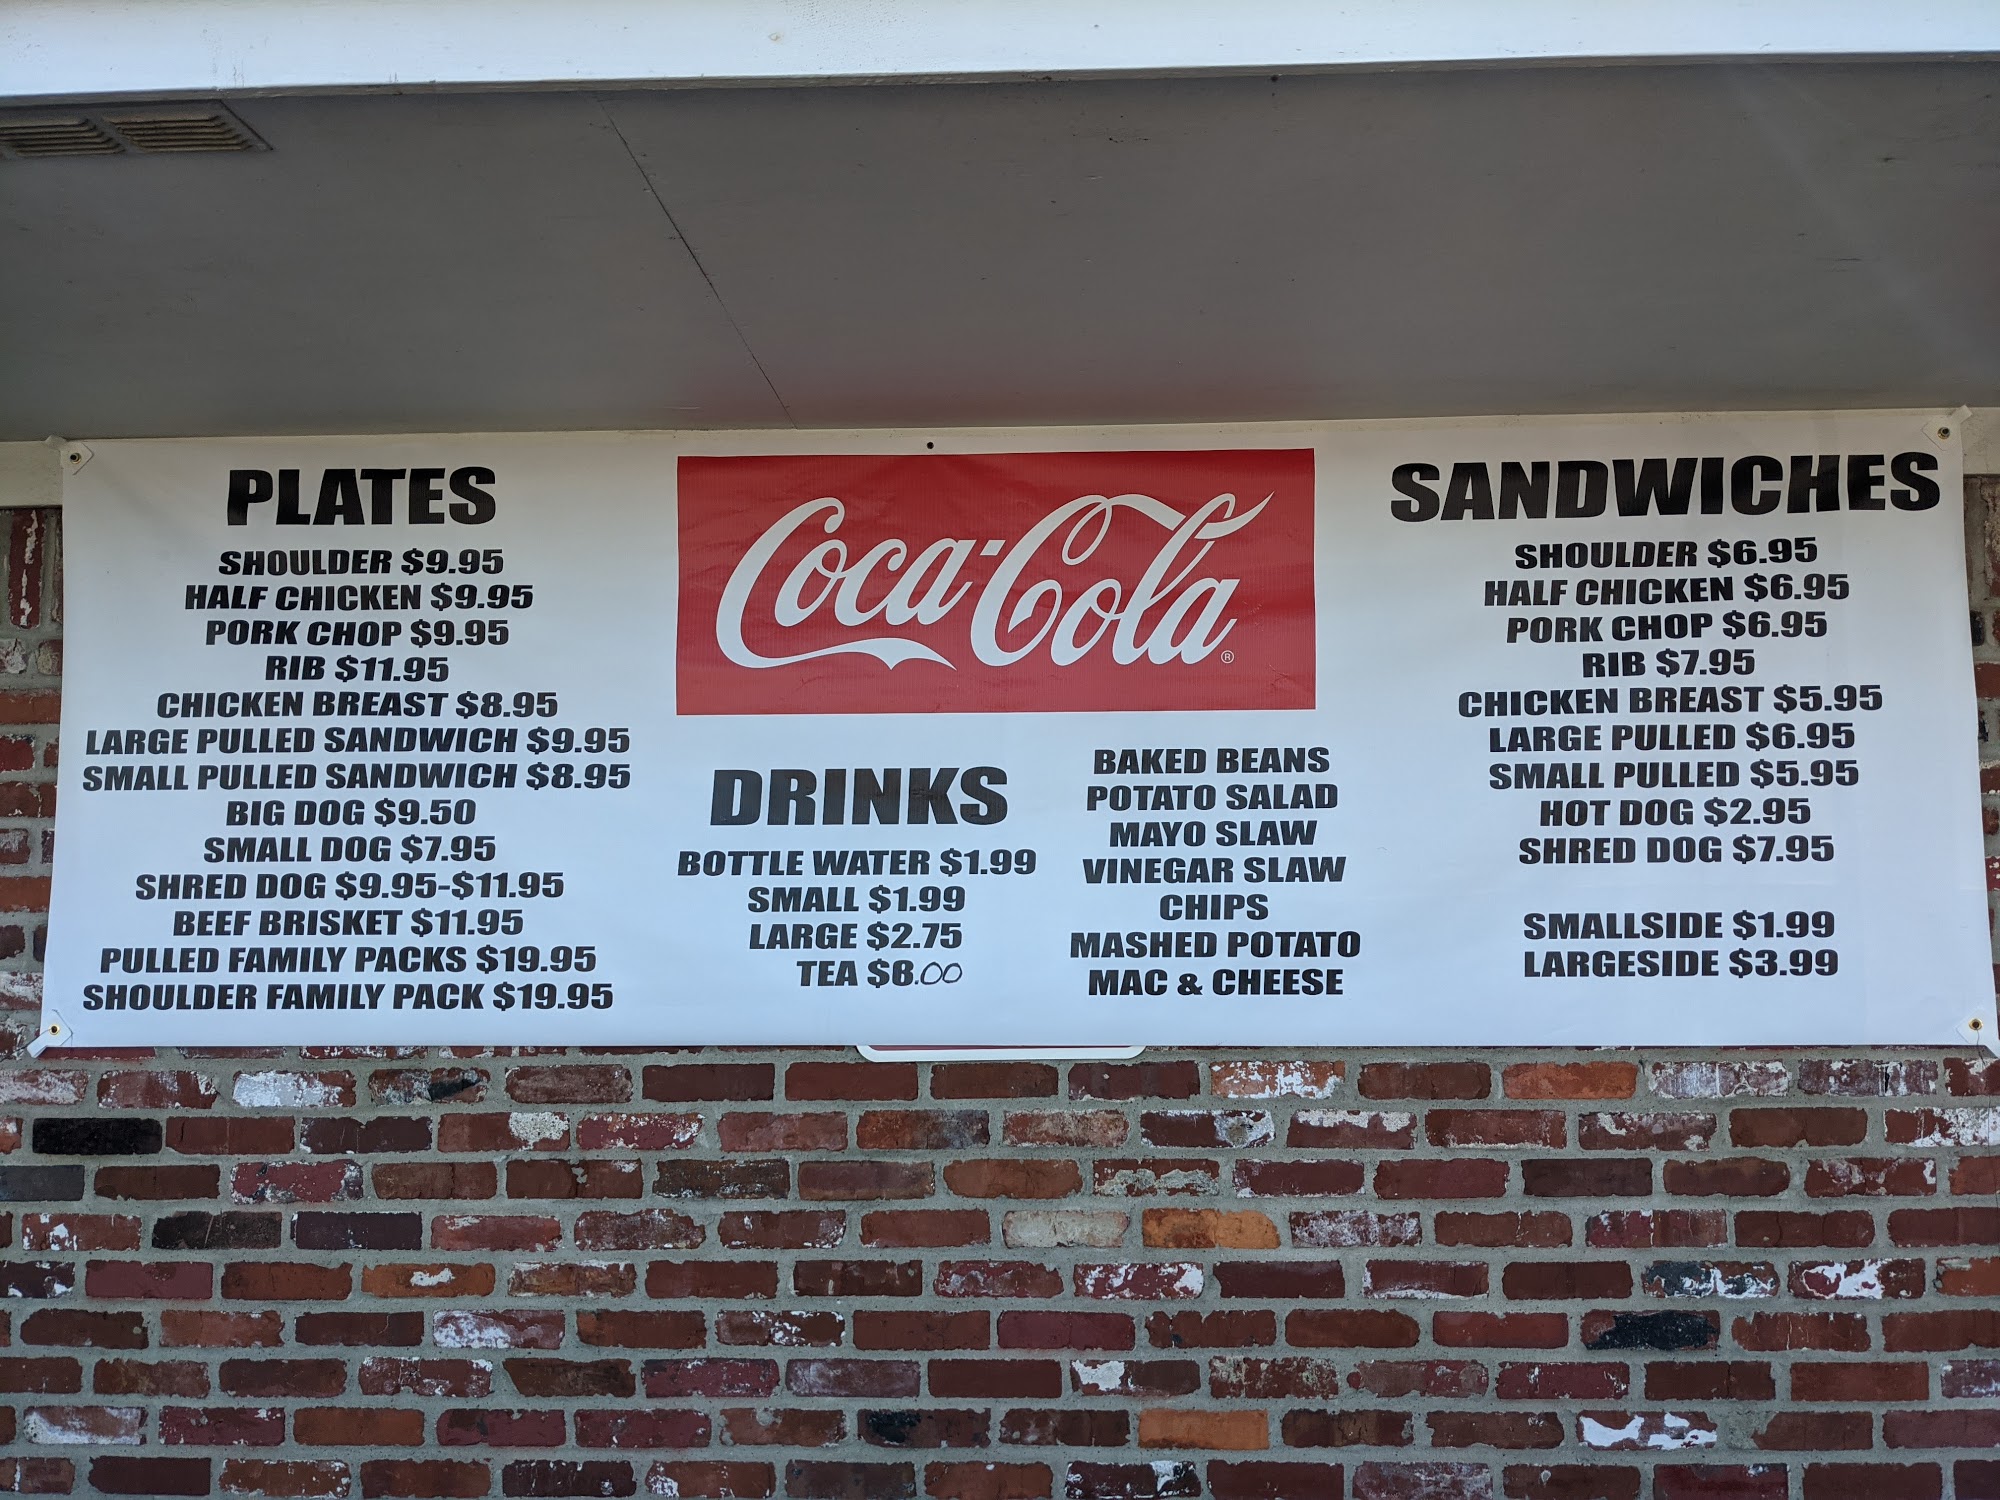 PLATES
SHOULDER $9.95
HALF CHICKEN $9.95
PORK CHOP $9.95
RIB $11.95
CHICKEN BREAST $8.95
LARGE PULLED SANDWICH $9.95
SMALL PULLED SANDWICH $8.95
BIG DOG $9.50
SMALL DOG $7.95
SHRED DOG $9.95-$11.95
BEEF BRISKET $11.95
PULLED FAMILY PACKS $19.95
SHOULDER FAMILY PACK $19.95
Coca-Cola®
DRINKS
BOTTLE WATER $1.99
SMALL $1.99
LARGE $2.75
TEA $8.00
BAKED BEANS
POTATO SALAD
MAYO SLAW
VINEGAR SLAW
CHIPS
MASHED POTATO
MAC & CHEESE
SANDWICHES
SHOULDER $6.95
HALF CHICKEN $6.95
PORK CHOP $6.95
RIB $7.95
CHICKEN BREAST $5.95
LARGE PULLED $6.95
SMALL PULLED $5.95
HOT DOG $2.95
SHRED DOG $7.95
SMALLSIDE $1.99
LARGESIDE $3.99